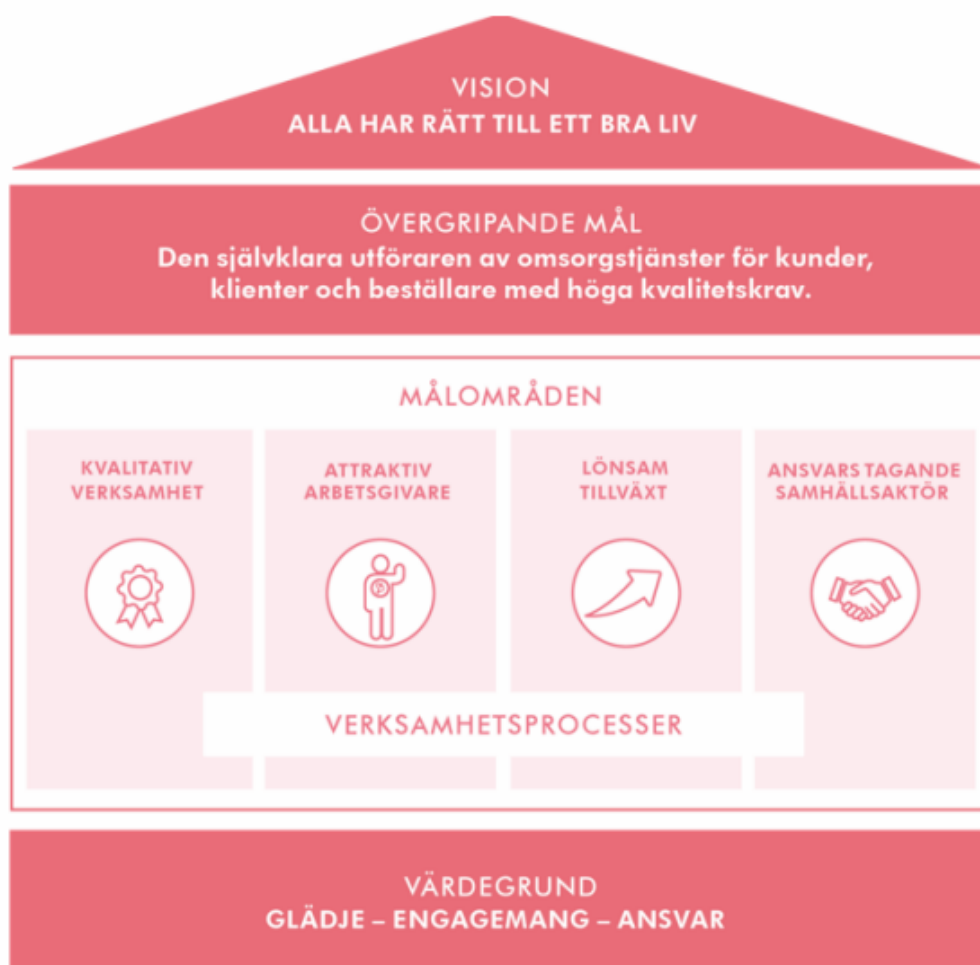 VISION
ALLA HAR RÄTT TILL ETT BRA LIV
ÖVERGRIPANDE MÅL
Den självklara utföraren av omsorgstjänster för kunder,
klienter och beställare med höga kvalitetskrav.
MÅLOMRÅDEN
KVALITATIV
VERKSAMHET
ATTRAKTIV
ARBETSGIVARE
LÖNSAM
TILLVÄXT
ANSVARS TAGANDE
SAMHÄLLSAKTÖR
VERKSAMHETSPROCESSER
VÄRDEGRUND
GLÄDJE – ENGAGEMANG – ANSVAR